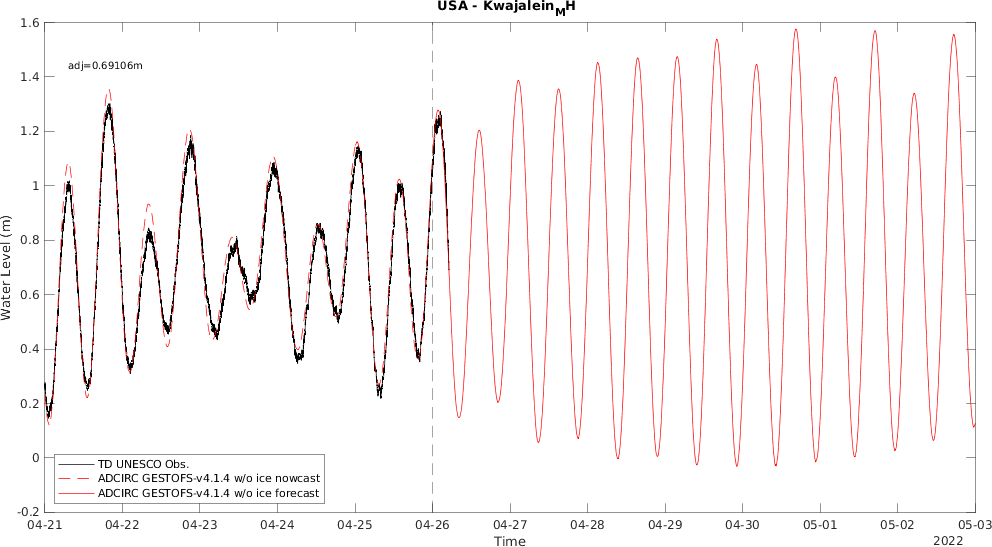 USA - Kwajalein_MH
adj=0.69106m
1.6
1.4
1.2
1
0.8
0.6
0.4
0.2
0
-0.2
Water Level (m)
TD UNESCO Obs.
ADCIRC GESTOFS-v4.1.4 w/o ice nowcast
ADCIRC GESTOFS-v4.1.4 w/o ice forecast
04-21 04-22 04-23 04-24 04-25 04-26 04-27 04-28 04-29 04-30 05-01 05-02 05-03
Time
2022